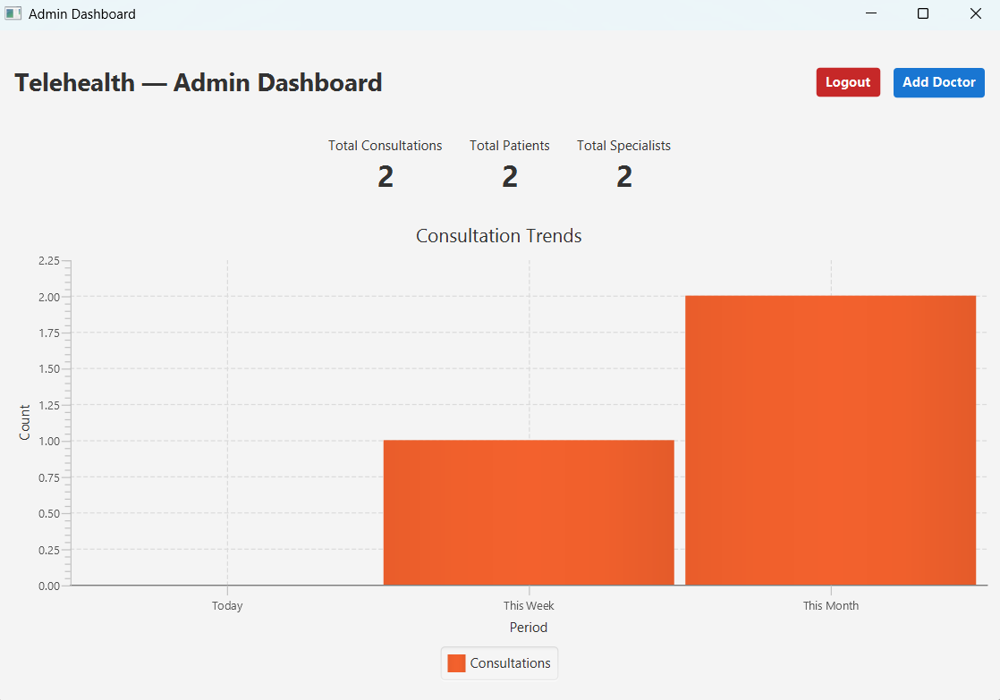 Admin Dashboard
Telehealth — Admin Dashboard
Logout
Add Doctor
Total Consultations
Total Patients
Total Specialists
2
2
2
Consultation Trends
2.25
2.00
1.75
1.50
1.25
1.00
0.75
0.50
0.25
0.00
Count
Today
This Week
This Month
Period
Consultations